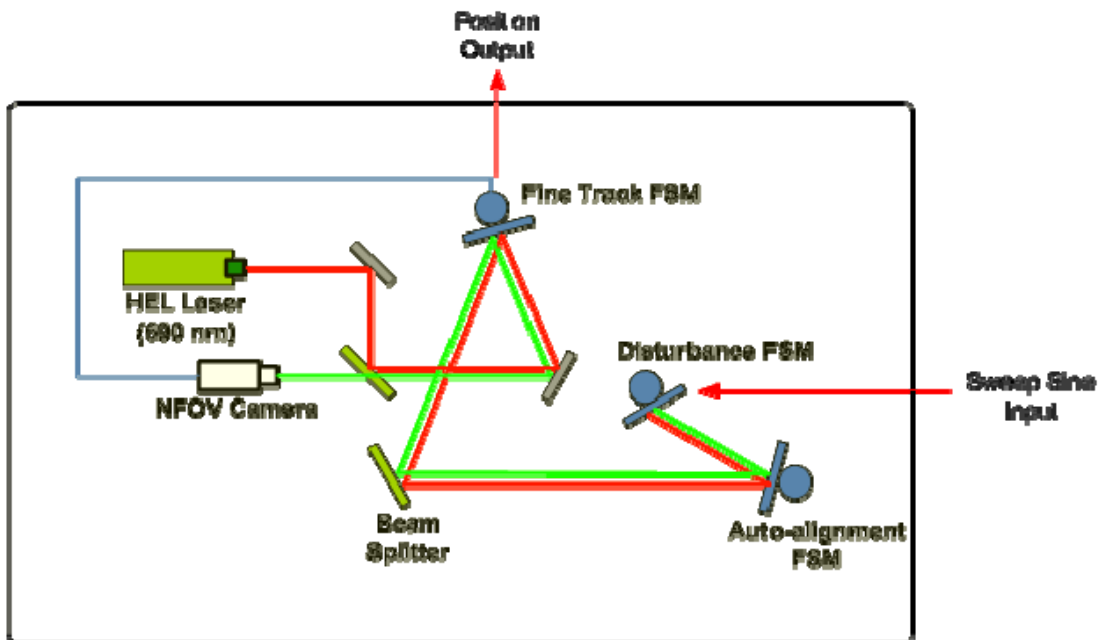 Position
Output
Fine Track FSM
HEL Laser
(690 nm)
Disturbance FSM
NFOV Camera
Sweep Sine
Input
Beam
Splitter
Auto-alignment
FSM